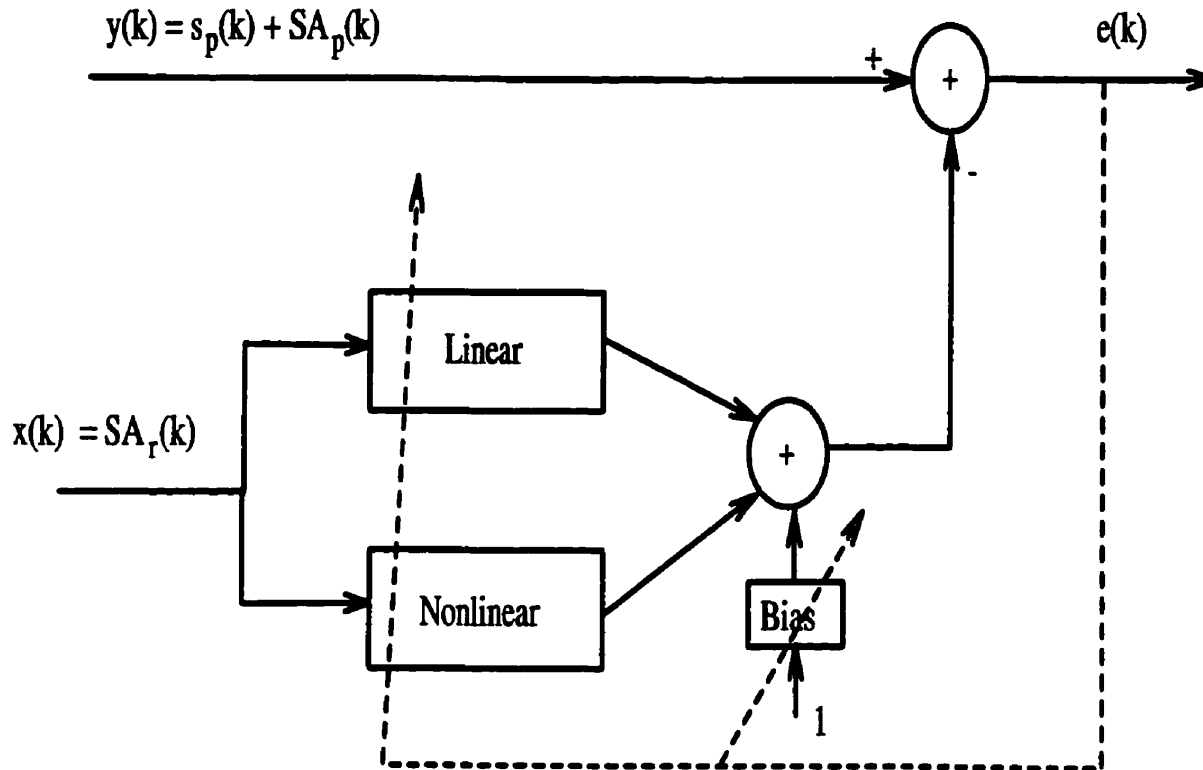 y(k) = s_p(k) + SA_p(k)
e(k)
+
+
-
Linear
x(k) = SA_r(k)
+
Nonlinear
Bias
1